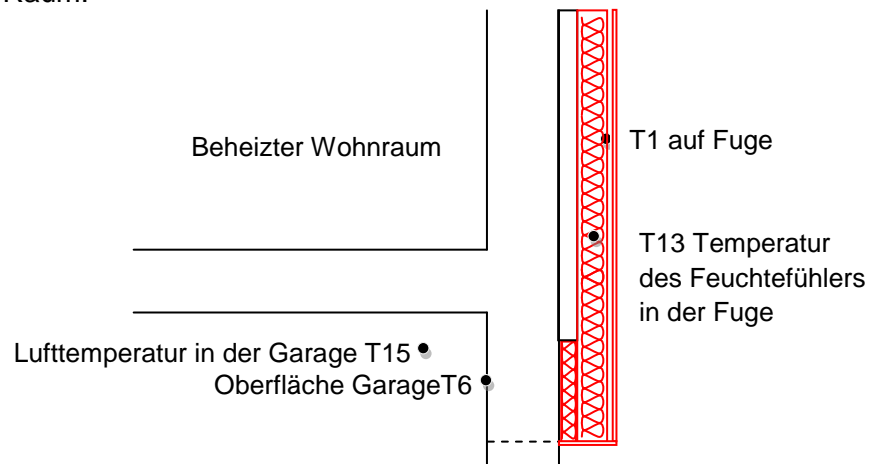 Raum.
Beheizter Wohnraum
T1 auf Fuge
T13 Temperatur
des Feuchtefühlers
in der Fuge
Lufttemperatur in der Garage T15
Oberfläche GarageT6